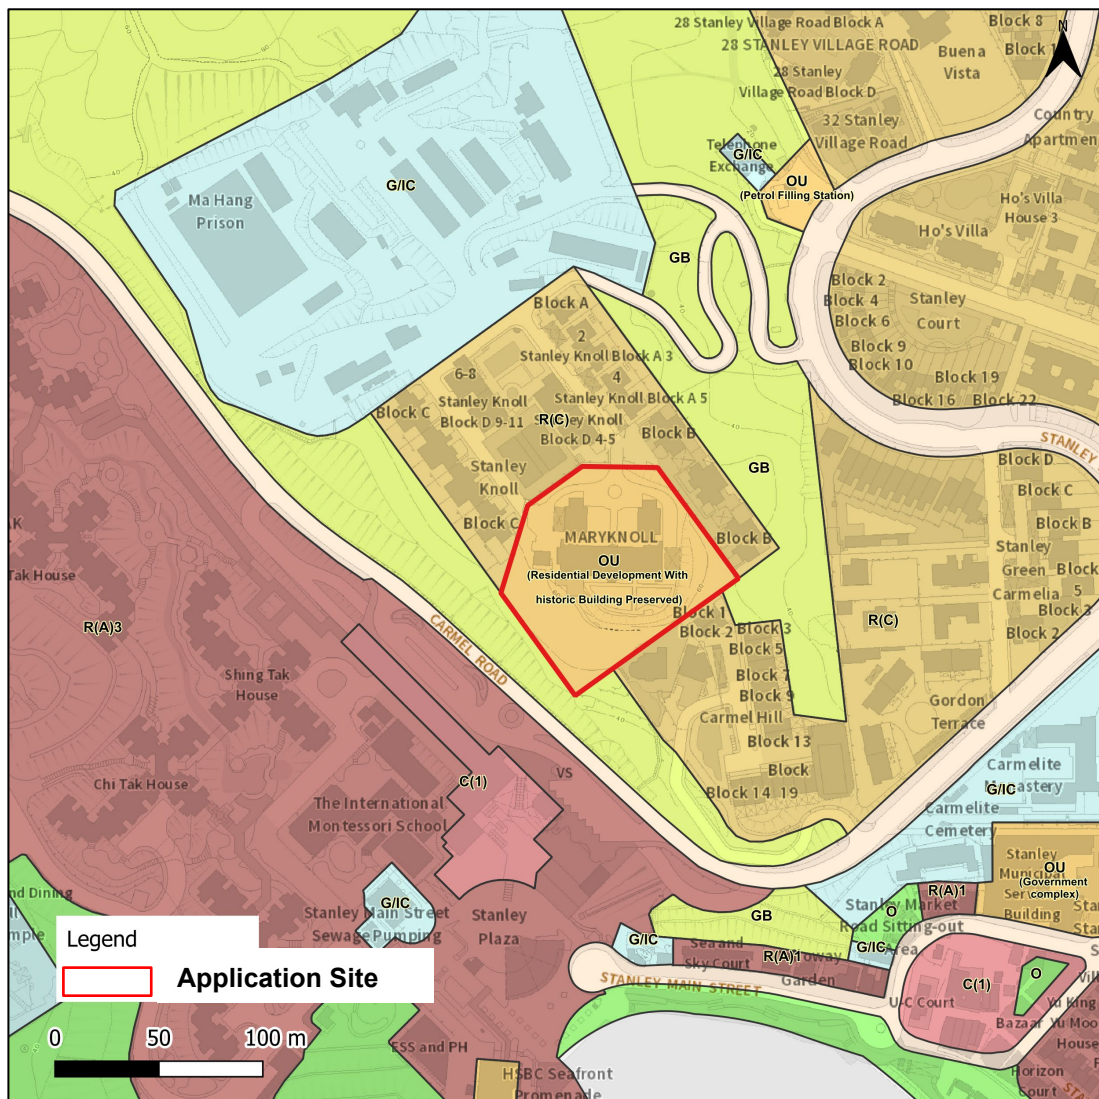 28 Stanley Village Road Block A
Block 8
28 STANLEY VILLAGE ROAD
Buena
Vista
N
28 Stanley
Village Road Block D
32 Stanley
Village Road
Country
Telephone
Exchange
G/IC
OU
(Petrol Filling Station)
G/IC
Ma Hang
Prison
Ho's Villa
House 3
Ho's Villa
GB
Block 2
Block 4
Block 6
Block 9
Block 10
Stanley
Court
Block A
2
Stanley Knoll Block A 3
4
6-8
Stanley Knoll Block A 5
Block 19
Block 16
Block 22
Stanley Knoll
Block D 9-11
Block C
R(C)
Block D 4-5
Block B
STANLEY
Stanley
Knoll
GB
Block D
Block C
Block C
MARYKNOLL
Block B
Block B
OU
(Residential Development With
historic Building Preserved)
Stanley
Green
Block
Carmelia
5
Tak House
Block 1
Block 2
Block 3
Block 5
Block 3
Block 2
R(A)3
CARMEL ROAD
R(C)
Shing Tak
House
Block 7
Block 9
Carmel Hill
Gordon
Terrace
Block 13
Chi Tak House
C(1)
VS
Block
Block 14
19
Carmelite
G/IC
The International
Montessori School
Carmelite
Cemetery
Stanley
Municipal
OU
(Government
complex)
Building
nd Dining
G/IC
Stanley Main Street
Sewage Pumping
Stanley
Plaza
R(A)1
Stanley Market
O
Road Sitting-out
Area
GB
G/IC
G/IC
Sea and
Sky Court
R(A)1
Garden
Legend
Application Site
STANLEY MAIN STREET
C(1)
O
U-C Court
Bazaar
Yu King
House
0
50
100 m
ESS and PH
HSBC Seafront
Promenade
Horizon
Court